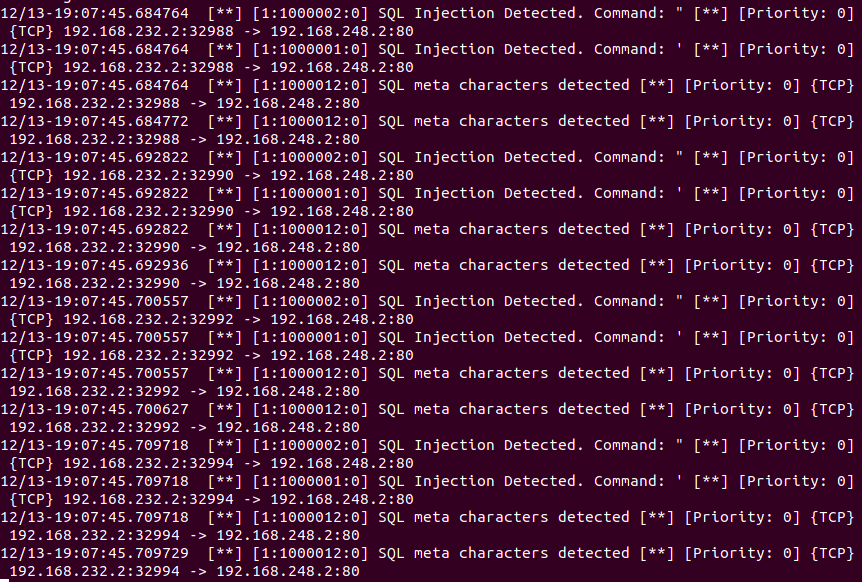 12/13-19:07:45.684764  [**] [1:1000002:0] SQL Injection Detected. Command: " [**] [Priority: 0]
 {TCP} 192.168.232.2:32988 -> 192.168.248.2:80
12/13-19:07:45.684764  [**] [1:1000001:0] SQL Injection Detected. Command: ' [**] [Priority: 0]
 {TCP} 192.168.232.2:32988 -> 192.168.248.2:80
12/13-19:07:45.684764  [**] [1:1000012:0] SQL meta characters detected [**] [Priority: 0] {TCP}
 192.168.232.2:32988 -> 192.168.248.2:80
12/13-19:07:45.684772  [**] [1:1000012:0] SQL meta characters detected [**] [Priority: 0] {TCP}
 192.168.232.2:32988 -> 192.168.248.2:80
12/13-19:07:45.692822  [**] [1:1000002:0] SQL Injection Detected. Command: " [**] [Priority: 0]
 {TCP} 192.168.232.2:32990 -> 192.168.248.2:80
12/13-19:07:45.692822  [**] [1:1000001:0] SQL Injection Detected. Command: ' [**] [Priority: 0]
 {TCP} 192.168.232.2:32990 -> 192.168.248.2:80
12/13-19:07:45.692822  [**] [1:1000012:0] SQL meta characters detected [**] [Priority: 0] {TCP}
 192.168.232.2:32990 -> 192.168.248.2:80
12/13-19:07:45.692936  [**] [1:1000012:0] SQL meta characters detected [**] [Priority: 0] {TCP}
 192.168.232.2:32990 -> 192.168.248.2:80
12/13-19:07:45.700557  [**] [1:1000002:0] SQL Injection Detected. Command: " [**] [Priority: 0]
 {TCP} 192.168.232.2:32992 -> 192.168.248.2:80
12/13-19:07:45.700557  [**] [1:1000001:0] SQL Injection Detected. Command: ' [**] [Priority: 0]
 {TCP} 192.168.232.2:32992 -> 192.168.248.2:80
12/13-19:07:45.700557  [**] [1:1000012:0] SQL meta characters detected [**] [Priority: 0] {TCP}
 192.168.232.2:32992 -> 192.168.248.2:80
12/13-19:07:45.700627  [**] [1:1000012:0] SQL meta characters detected [**] [Priority: 0] {TCP}
 192.168.232.2:32992 -> 192.168.248.2:80
12/13-19:07:45.709718  [**] [1:1000002:0] SQL Injection Detected. Command: " [**] [Priority: 0]
 {TCP} 192.168.232.2:32994 -> 192.168.248.2:80
12/13-19:07:45.709718  [**] [1:1000001:0] SQL Injection Detected. Command: ' [**] [Priority: 0]
 {TCP} 192.168.232.2:32994 -> 192.168.248.2:80
12/13-19:07:45.709718  [**] [1:1000012:0] SQL meta characters detected [**] [Priority: 0] {TCP}
 192.168.232.2:32994 -> 192.168.248.2:80
12/13-19:07:45.709729  [**] [1:1000012:0] SQL meta characters detected [**] [Priority: 0] {TCP}
 192.168.232.2:32994 -> 192.168.248.2:80